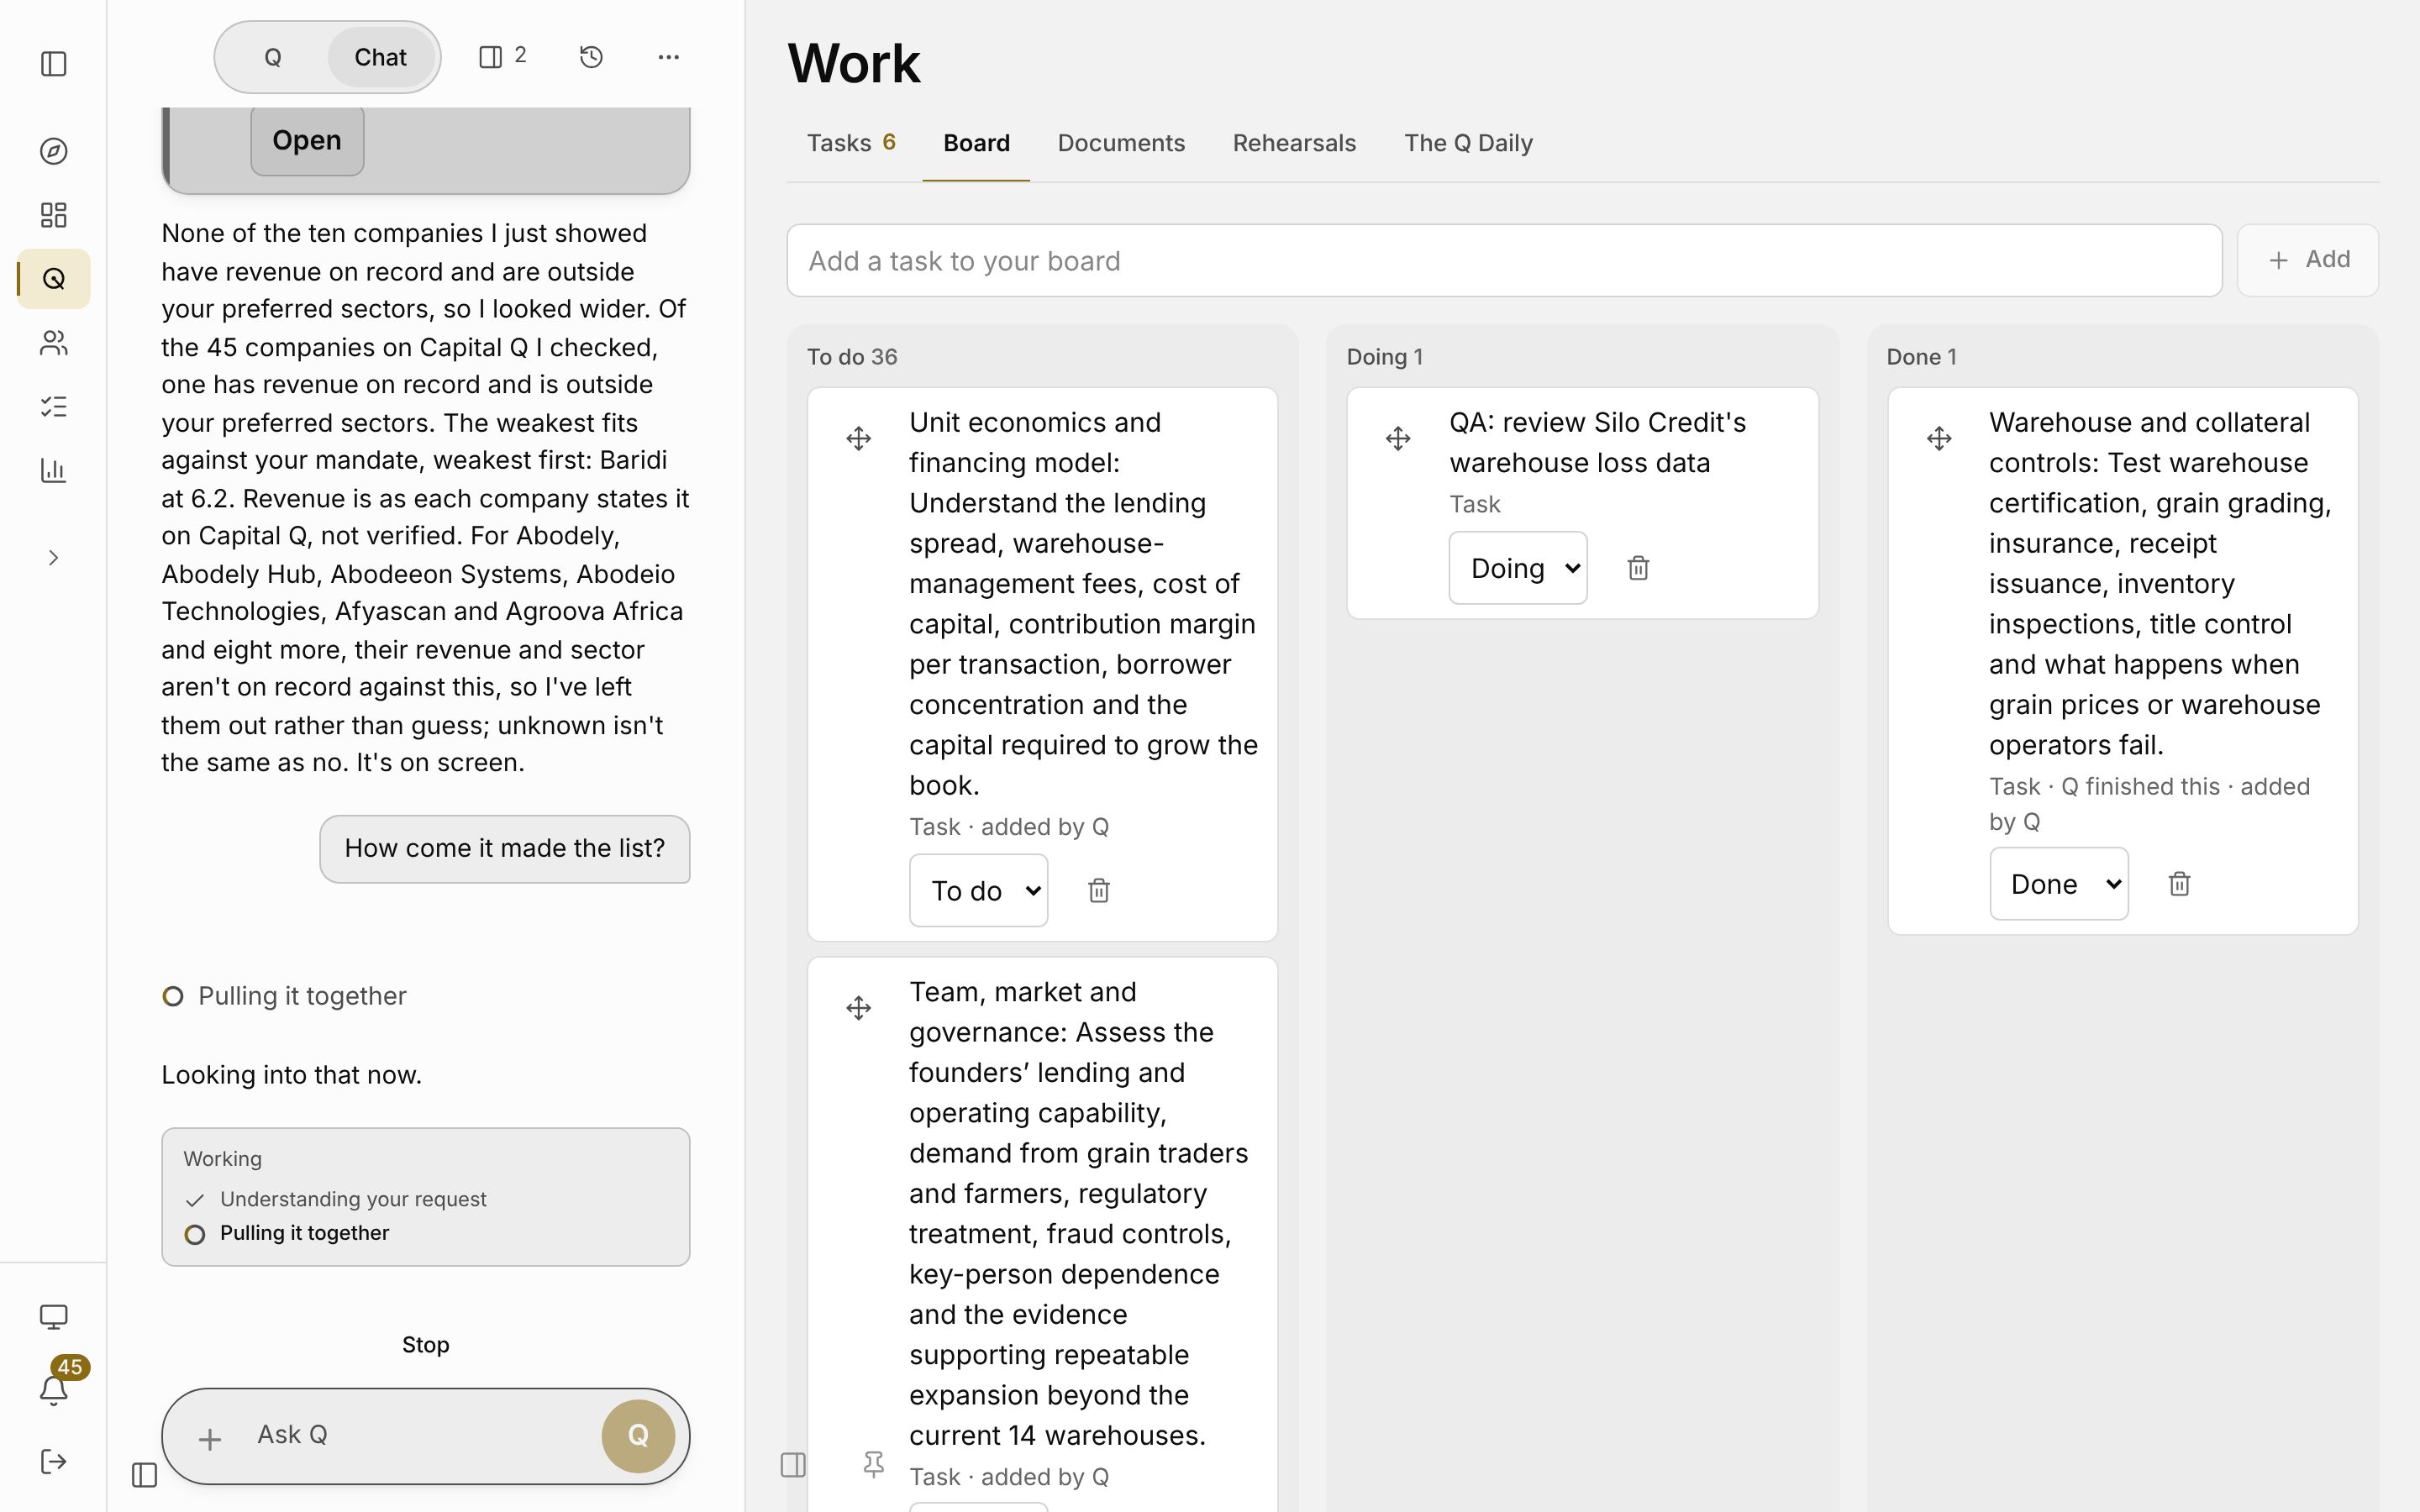 Q
Chat
2
Open
None of the ten companies I just showed
have revenue on record and are outside
your preferred sectors, so I looked wider. Of
the 45 companies on Capital Q I checked,
one has revenue on record and is outside
your preferred sectors. The weakest fits
against your mandate, weakest first: Baridi
at 6.2. Revenue is as each company states it
on Capital Q, not verified. For Abodely,
Abodely Hub, Abodeeon Systems, Abodeio
Technologies, Afyascan and Agroova Africa
and eight more, their revenue and sector
aren't on record against this, so I've left
them out rather than guess; unknown isn't
the same as no. It's on screen.
How come it made the list?
Pulling it together
Looking into that now.
Working
Understanding your request
Pulling it together
Stop
45
Ask Q
Q
Work
Tasks 6
Board
Documents
Rehearsals
The Q Daily
Add a task to your board
Add
To do 36
Unit economics and
financing model:
Understand the lending
spread, warehouse-
management fees, cost of
capital, contribution margin
per transaction, borrower
concentration and the
capital required to grow the
book.
Task · added by Q
To do
Team, market and
governance: Assess the
founders’ lending and
operating capability,
demand from grain traders
and farmers, regulatory
treatment, fraud controls,
key-person dependence
and the evidence
supporting repeatable
expansion beyond the
current 14 warehouses.
Task · added by Q
Doing 1
QA: review Silo Credit's
warehouse loss data
Task
Doing
Done 1
Warehouse and collateral
controls: Test warehouse
certification, grain grading,
insurance, receipt
issuance, inventory
inspections, title control
and what happens when
grain prices or warehouse
operators fail.
Task · Q finished this · added
by Q
Done